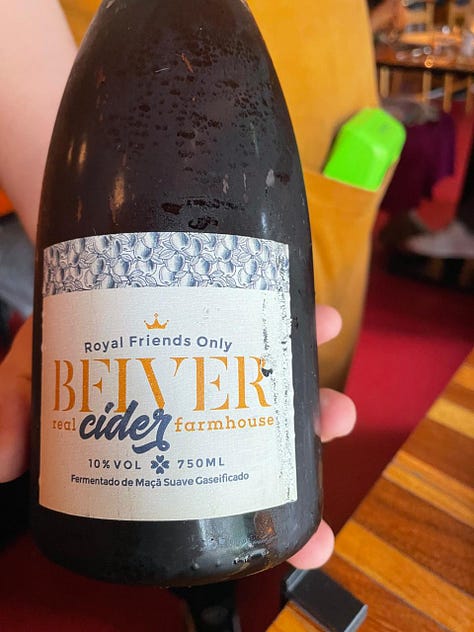 Royal Friends Only
BFIVER
real cider farmhouse
10% VOL 750ML
Fermentado de Maçã Suave Gaseificado